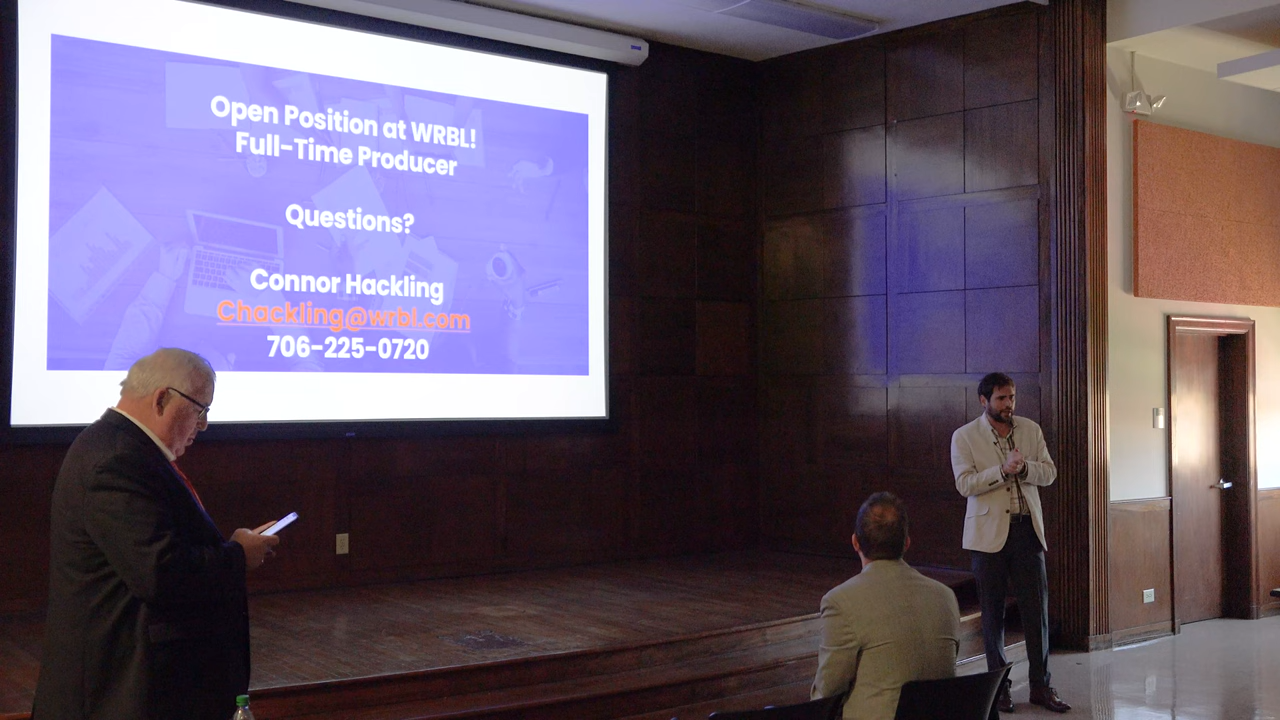 Open Position at WRBL!
Full-Time Producer
Questions?
Connor Hackling
Chackling@wrbl.com
706-225-0720